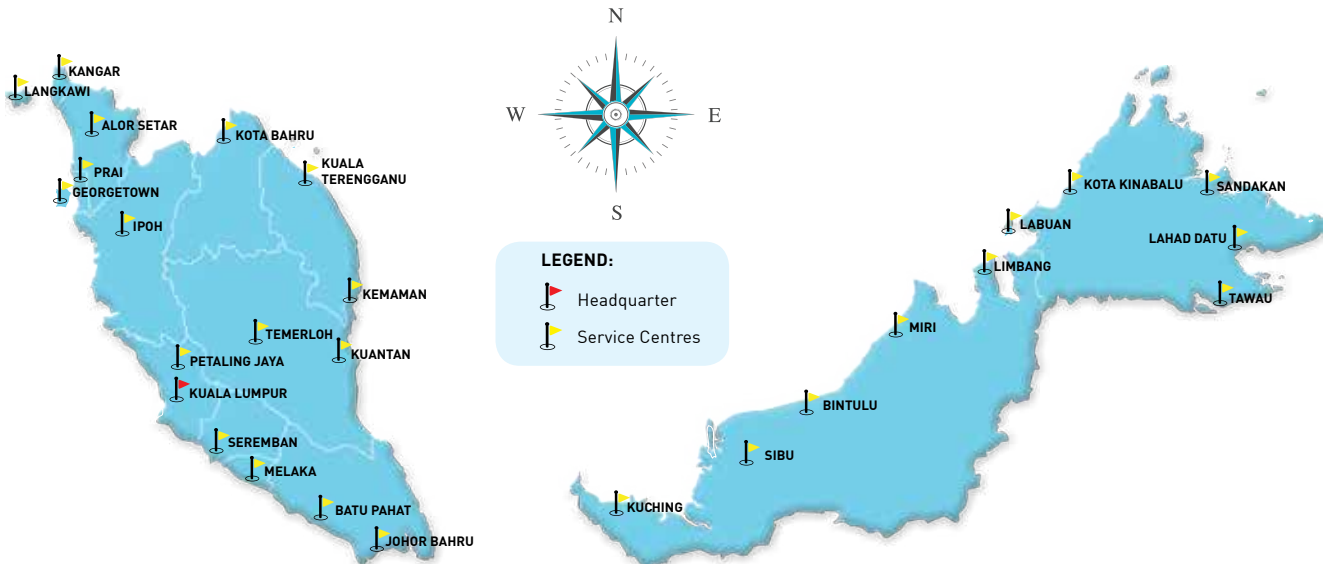 N
W
E
S
KANGAR
LANGKAWI
ALOR SETAR
KOTA BAHRU
PRAI
KUALA
TERENGGANU
GEORGETOWN
IPOH
KEMAMAN
TEMERLOH
PETALING JAYA
KUANTAN
KUALA LUMPUR
SEREMBAN
MELAKA
BATU PAHAT
JOHOR BAHRU
LEGEND:
Headquarter
Service Centres
KOTA KINABALU
SANDAKAN
LABUAN
LAHAD DATU
LIMBANG
TAWAU
MIRI
BINTULU
SIBU
KUCHING